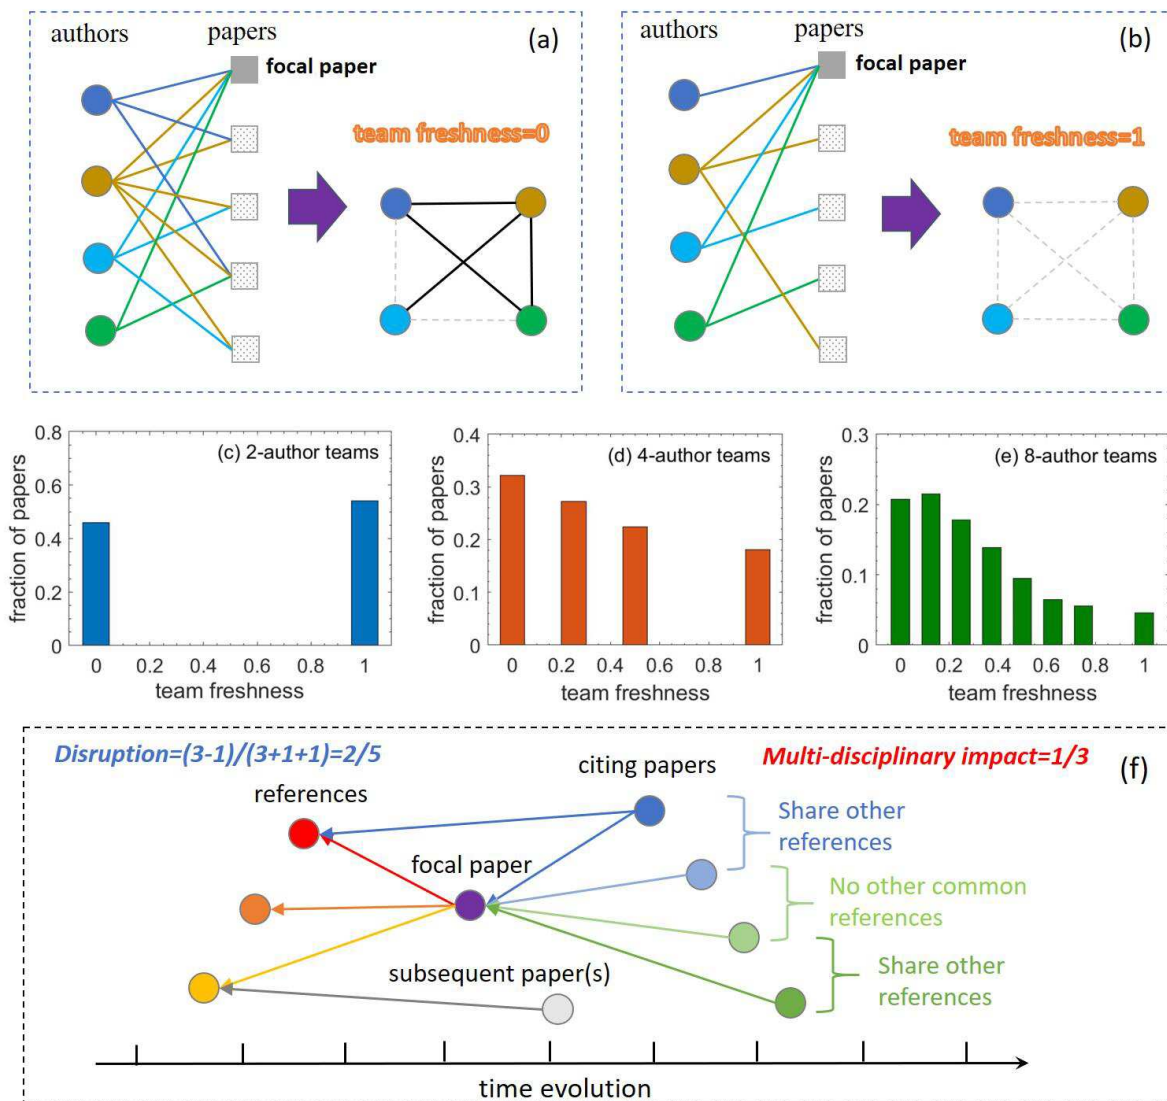 authors
papers
(a)
focal paper
team freshness=0
authors
papers
(b)
focal paper
team freshness=1
0.8
0.6
0.4
0.2
0
fraction of papers
(c) 2-author teams
0 0.2 0.4 0.6 0.8 1
team freshness
0.4
0.3
0.2
0.1
0
fraction of papers
(d) 4-author teams
0 0.2 0.4 0.6 0.8 1
team freshness
0.3
0.2
0.1
0
fraction of papers
(e) 8-author teams
0 0.2 0.4 0.6 0.8 1
team freshness
Disruption=(3-1)/(3+1+1)=2/5
citing papers
Multi-disciplinary impact=1/3
(f)
references
Share other
references
focal paper
No other common
references
subsequent paper(s)
Share other
references
time evolution